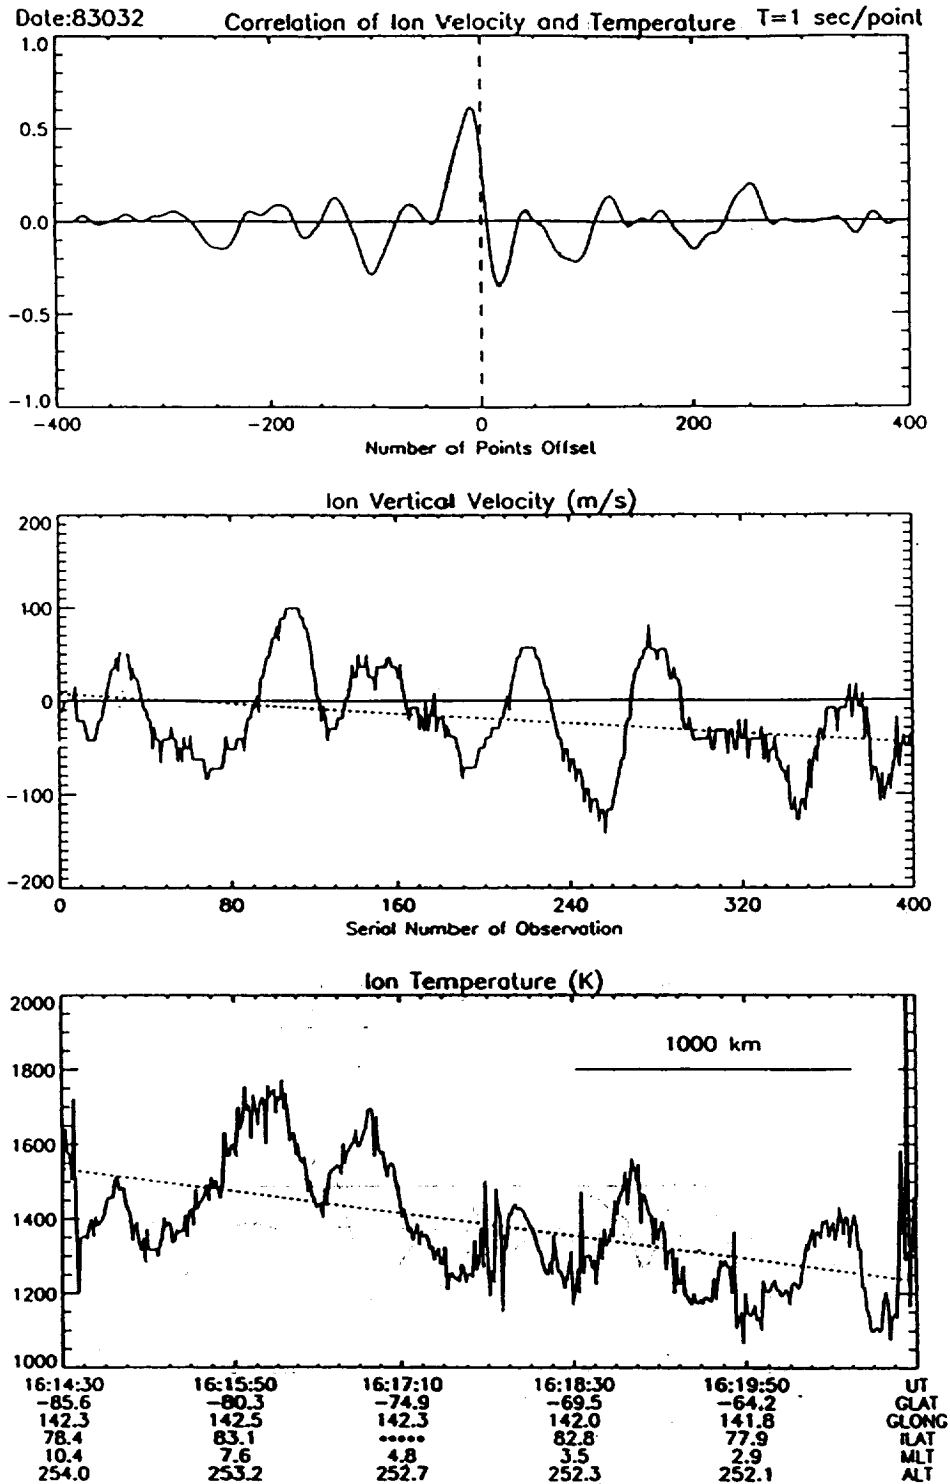 Date:83032 Correlation of Ion Velocity and Temperature T=1 sec/point
1.0
0.5
0.0
-0.5
-1.0
-400 -200 0 200 400
Number of Points Offset
Ion Vertical Velocity (m/s)
200
100
0
-100
-200
0 80 160 240 320 400
Serial Number of Observation
Ion Temperature (K)
2000
1800
1600
1400
1200
1000
1000 km
16:14:30 16:15:50 16:17:10 16:18:30 16:19:50 UT
-85.6 -80.3 -74.9 -69.5 -64.2 GLAT
142.3 142.5 142.3 142.0 141.8 GLONG
78.4 83.1 ***** 82.8 77.9 ILAT
10.4 7.6 4.8 3.5 2.9 MLT
254.0 253.2 252.7 252.3 252.1 ALT